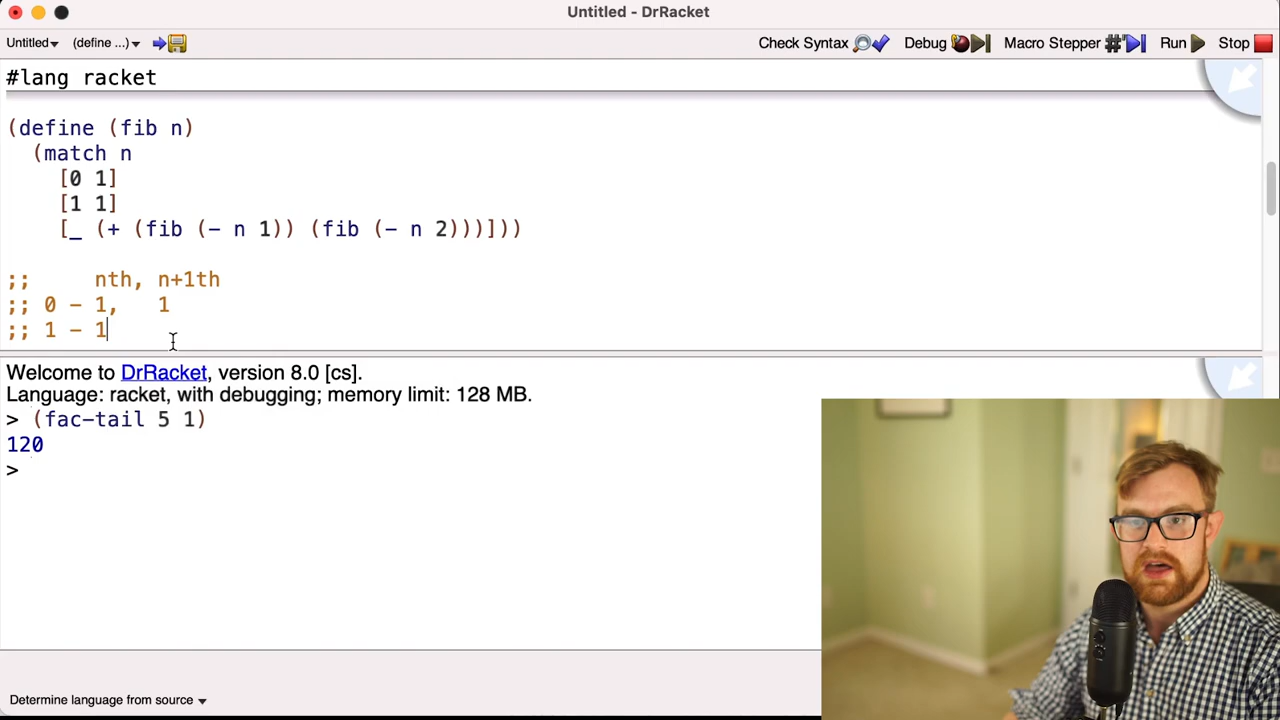 Untitled - DrRacket
Untitled (define ...) Check Syntax Debug Macro Stepper Run Stop
#lang racket
(define (fib n)
(match n
[0 1]
[1 1]
[_ (+ (fib (- n 1)) (fib (- n 2)))]))
;; nth, n+1th
;; 0 - 1, 1
;; 1 - 1
Welcome to DrRacket, version 8.0 [cs].
Language: racket, with debugging; memory limit: 128 MB.
> (fac-tail 5 1)
120
>
Determine language from source